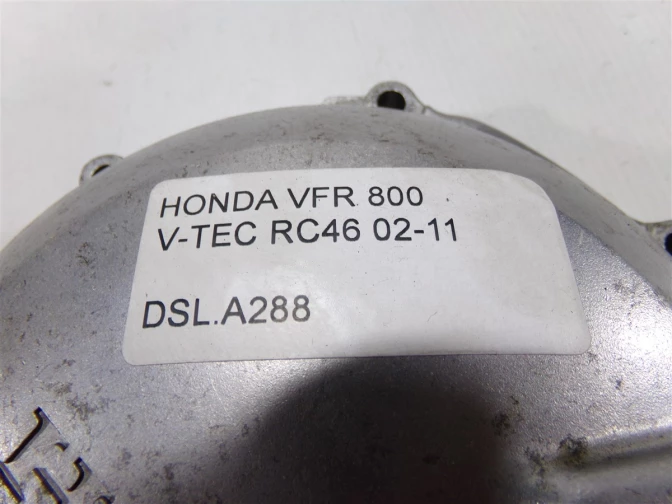 HONDA VFR 800
V-TEC RC46 02-11
DSL.A288